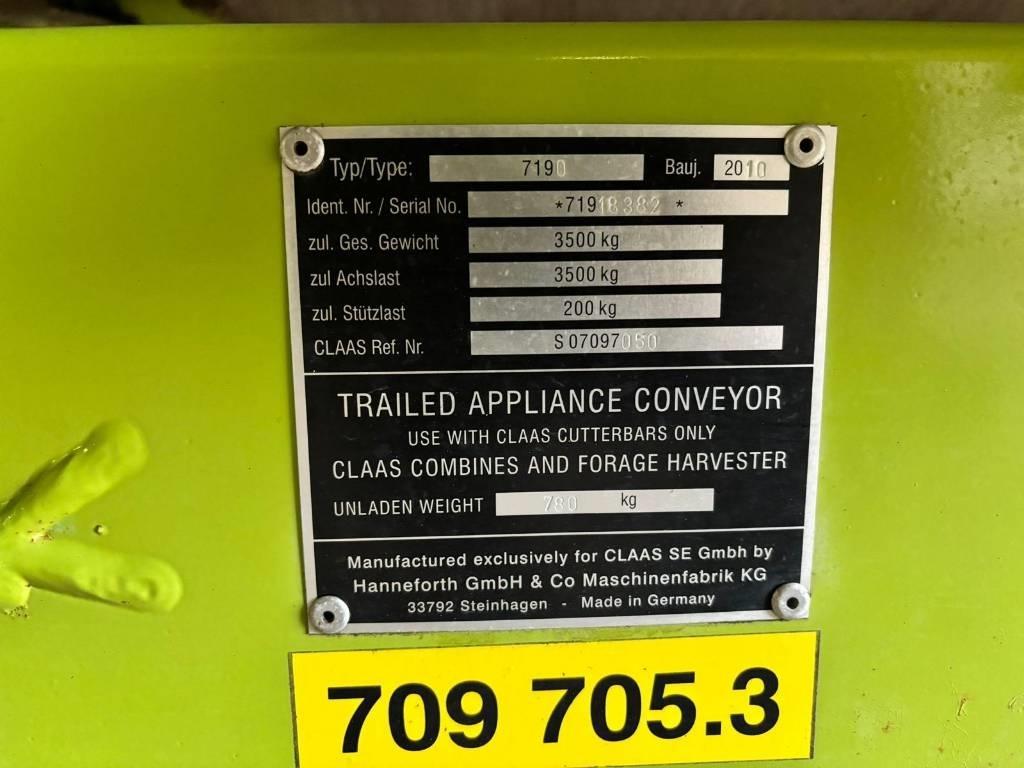 Typ/Type: 7190 Bauj. 2010
Ident. Nr. / Serial No. *71918382 *
zul. Ges. Gewicht 3500 kg
zul Achslast 3500 kg
zul. Stützlast 200 kg
CLAAS Ref. Nr. S 07097050
TRAILED APPLIANCE CONVEYOR
USE WITH CLAAS CUTTERBARS ONLY
CLAAS COMBINES AND FORAGE HARVESTER
UNLADEN WEIGHT 780 kg
Manufactured exclusively for CLAAS SE Gmbh by
Hanneforth GmbH & Co Maschinenfabrik KG
33792 Steinhagen - Made in Germany
709 705.3